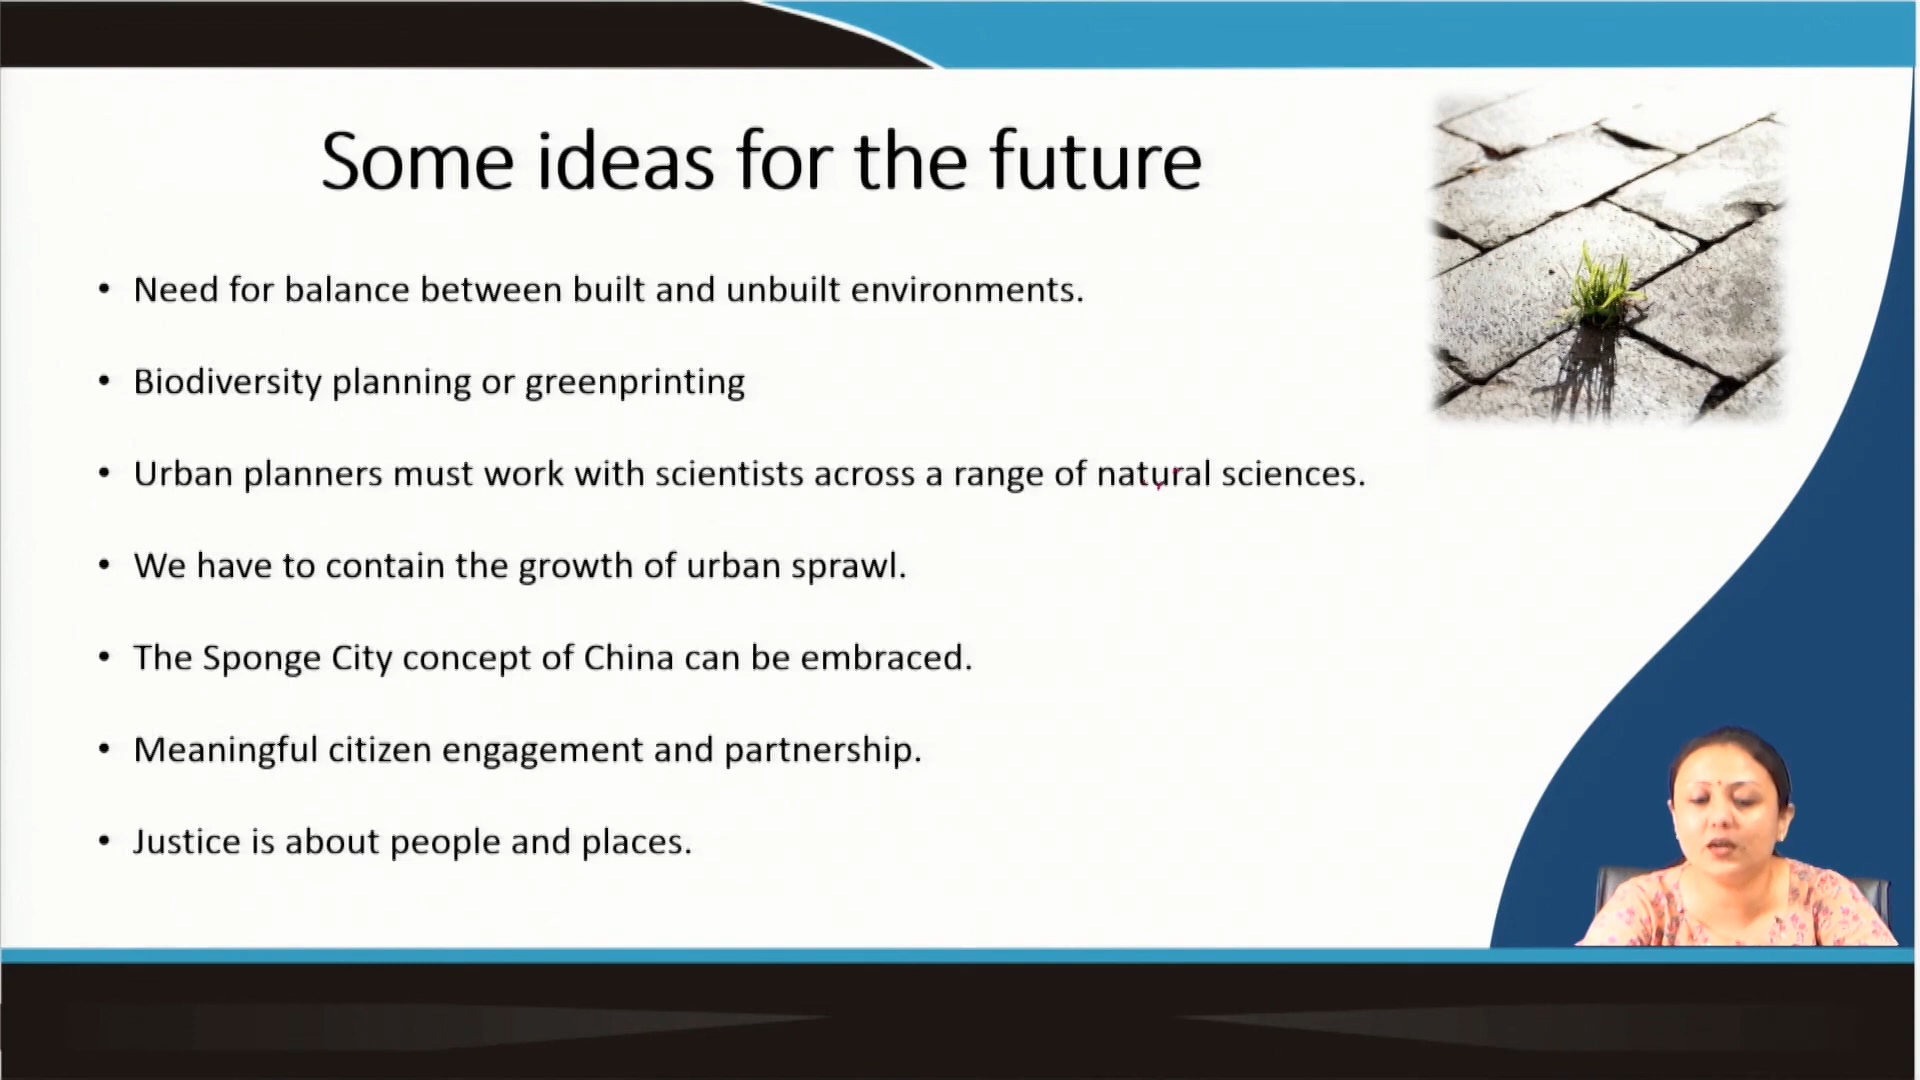 Some ideas for the future
• Need for balance between built and unbuilt environments.
• Biodiversity planning or greenprinting
• Urban planners must work with scientists across a range of natural sciences.
• We have to contain the growth of urban sprawl.
• The Sponge City concept of China can be embraced.
• Meaningful citizen engagement and partnership.
• Justice is about people and places.